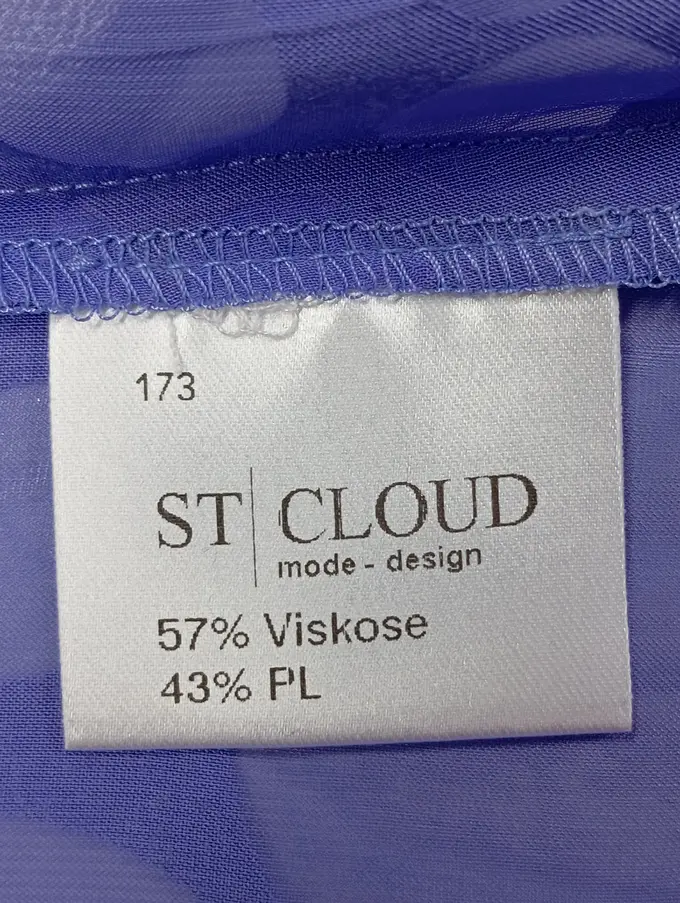 173
ST CLOUD
mode - design
57% Viskose
43% PL